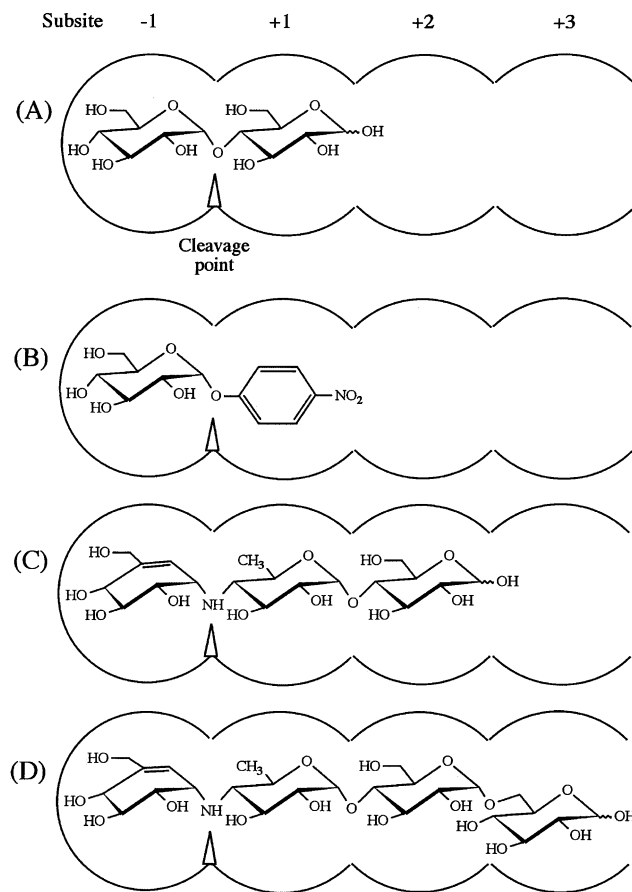 Subsite -1 +1 +2 +3
(A)
HO O HO O
HO HO OH HO OH OH
O
Cleavage
point
(B)
HO O
HO HO OH O NO2
(C)
HO CH3 O HO O
HO HO OH NH HO OH O HO OH OH
(D)
HO CH3 O HO O
HO HO OH NH HO OH O HO OH O O OH
HO HO OH